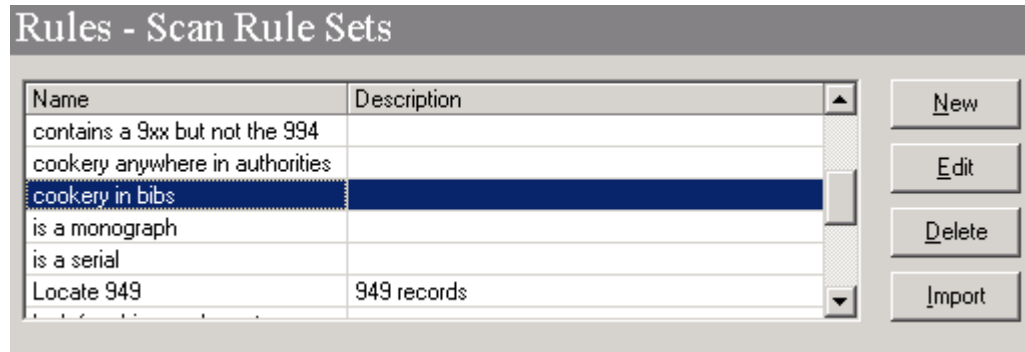 Rules - Scan Rule Sets
Name Description
New
contains a 9xx but not the 994
cookery anywhere in authorities
Edit
cookery in bibs
is a monograph
Delete
is a serial
Locate 949 949 records
Import